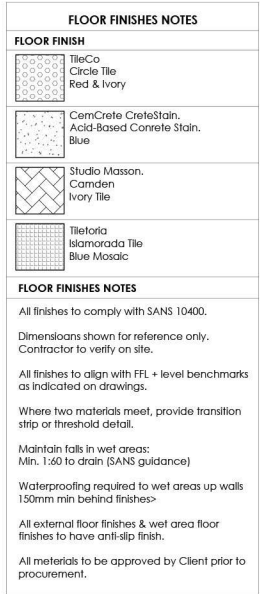 FLOOR FINISHES NOTES
FLOOR FINISH
TileCo
Circle Tile
Red & Ivory
CemCrete CreteStain.
Acid-Based Conrete Stain.
Blue
Studio Masson.
Camden
Ivory Tile
Tiletoria
Islamorada Tile
Blue Mosaic
FLOOR FINISHES NOTES
All finishes to comply with SANS 10400.
Dimensloans shown for reference only.
Contractor to verify on site.
All finishes to align with FFL + level benchmarks
as indicated on drawings.
Where two materials meet, provide transition
strip or threshold detail.
Maintain falls in wet areas:
Min. 1:60 to drain (SANS guidance)
Waterproofing required to wet areas up walls
150mm min behind finishes>
All external floor finishes & wet area floor
finishes to have anti-slip finish.
All meterials to be approved by Client prior to
procurement.